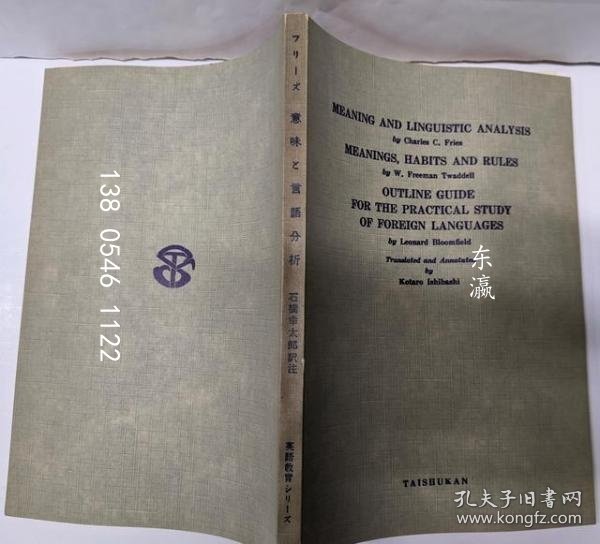 138 0546 1122
フリーズ 意味と言語分析 石橋幸太郎訳注 英語教育シリーズ
MEANING AND LINGUISTIC ANALYSIS
by Charles C. Fries
MEANINGS, HABITS AND RULES
by W. Freeman Twaddell
OUTLINE GUIDE
FOR THE PRACTICAL STUDY
OF FOREIGN LANGUAGES
by Leonard Bloomfield
Translated and Annotated
by
Kotaro Ishibashi
东瀛
TAISHUKAN
孔夫子旧书网
www.kongfz.com